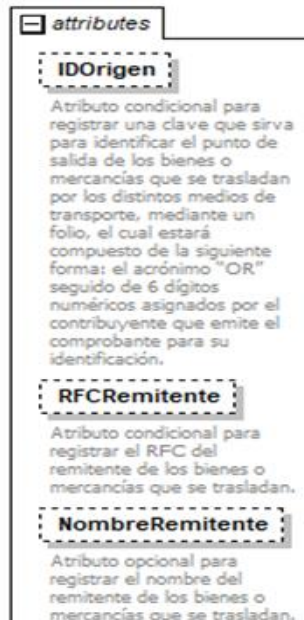 attributes
IDOrigen
Atributo condicional para
registrar una clave que sirva
para identificar el punto de
salida de los bienes o
mercancías que se trasladan
por los distintos medios de
transporte, mediante un
folio, el cual estará
compuesto de la siguiente
forma: el acrónimo "OR"
seguido de 6 dígitos
numéricos asignados por el
contribuyente que emite el
comprobante para su
identificación.
RFCRemitente
Atributo condicional para
registrar el RFC del
remitente de los bienes o
mercancías que se trasladan.
NombreRemitente
Atributo opcional para
registrar el nombre del
remitente de los bienes o
mercancías que se trasladan.